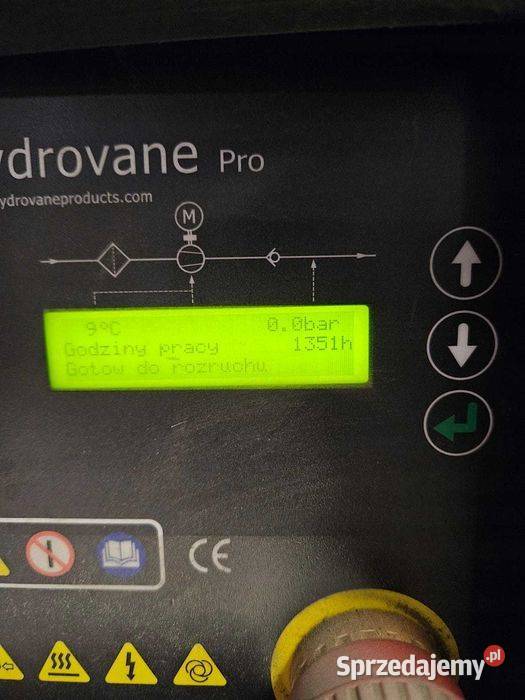 ydrovane Pro
ydrovaneproducts.com
M
9°C 0.0bar
Godziny pracy 1351h
Gotow do rozruchu
CE
Sprzedajemy.pl